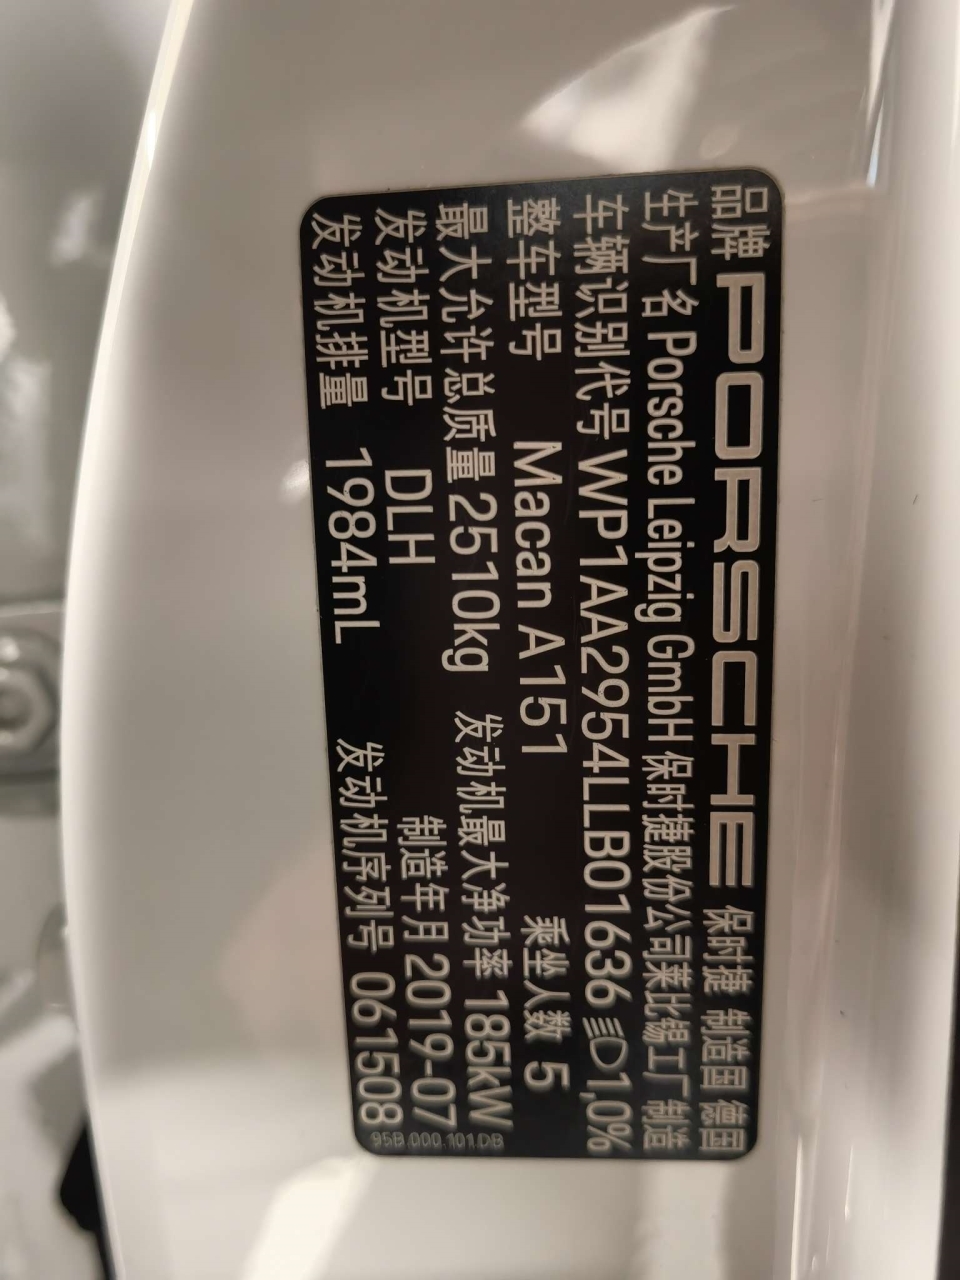 品牌 PORSCHE 保时捷 制造国 德国
生产厂名 Porsche Leipzig GmbH 保时捷股份公司莱比锡工厂制造
车辆识别代号 WP1AA2954LLB01636 1,0%
整车型号 Macan A151 乘坐人数 5
最大允许总质量 2510kg 发动机最大净功率 185kW
发动机型号 DLH 制造年月 2019-07
发动机排量 1984mL 发动机序列号 061508
95B.000.101.DB